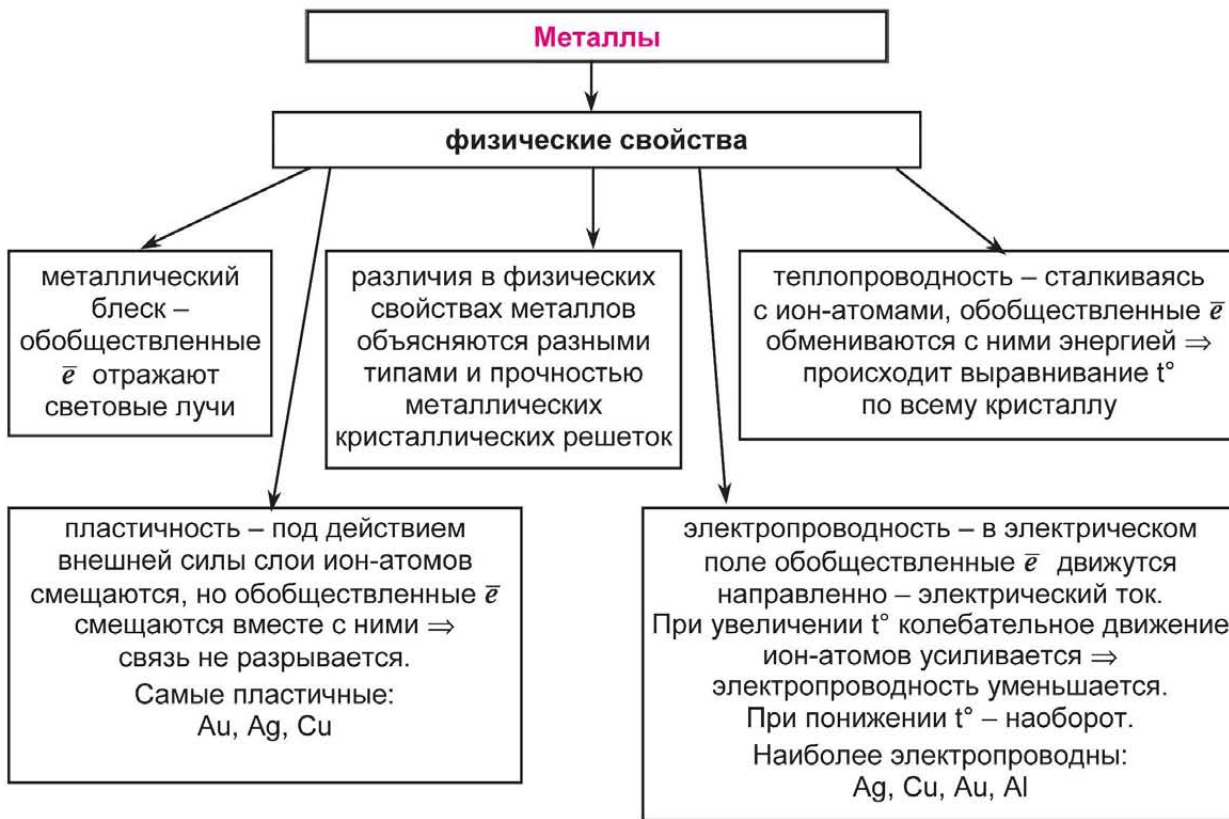 Металлы
физические свойства
металлический
блеск –
обобществленные
e̅ отражают
световые лучи
различия в физических
свойствах металлов
объясняются разными
типами и прочностью
металлических
кристаллических решеток
теплопроводность – сталкиваясь
с ион-атомами, обобществленные e̅
обмениваются с ними энергией ⇒
происходит выравнивание t°
по всему кристаллу
пластичность – под действием
внешней силы слои ион-атомов
смещаются, но обобществленные e̅
смещаются вместе с ними ⇒
связь не разрывается.
Самые пластичные:
Au, Ag, Cu
электропроводность – в электрическом
поле обобществленные e̅ движутся
направленно – электрический ток.
При увеличении t° колебательное движение
ион-атомов усиливается ⇒
электропроводность уменьшается.
При понижении t° – наоборот.
Наиболее электропроводны:
Ag, Cu, Au, Al